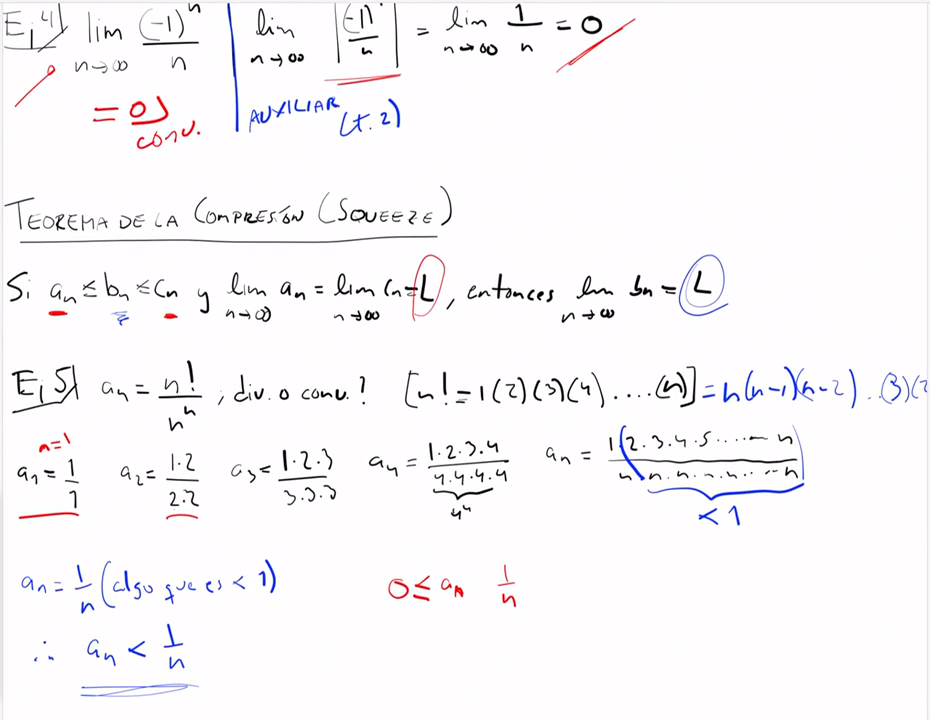 Ej 4) lim n→∞ (-1)^n / n | lim n→∞ |(-1)^n / n| = lim n→∞ 1/n = 0
= 0 conv. AUXILIAR (t. 2)
TEOREMA DE LA COMPRESIÓN (SQUEEZE)
Si an ≤ bn ≤ cn y lim n→∞ an = lim n→∞ cn = L, entonces lim n→∞ bn = L
Ej 5) an = n! / n^n, div. o conv.? [n! = 1(2)(3)(4)....(n)] = n(n-1)(n-2)...(3)(2
n=1
a1 = 1/1 a2 = 1·2 / 2·2 a3 = 1·2·3 / 3·3·3 a4 = 1·2·3·4 / 4·4·4·4 an = 1(2·3·4·5·...· n / n n·n·n·n·...·n)
4^4 < 1
an = 1/n (algo que es < 1) 0 ≤ an 1/n
∴ an < 1/n